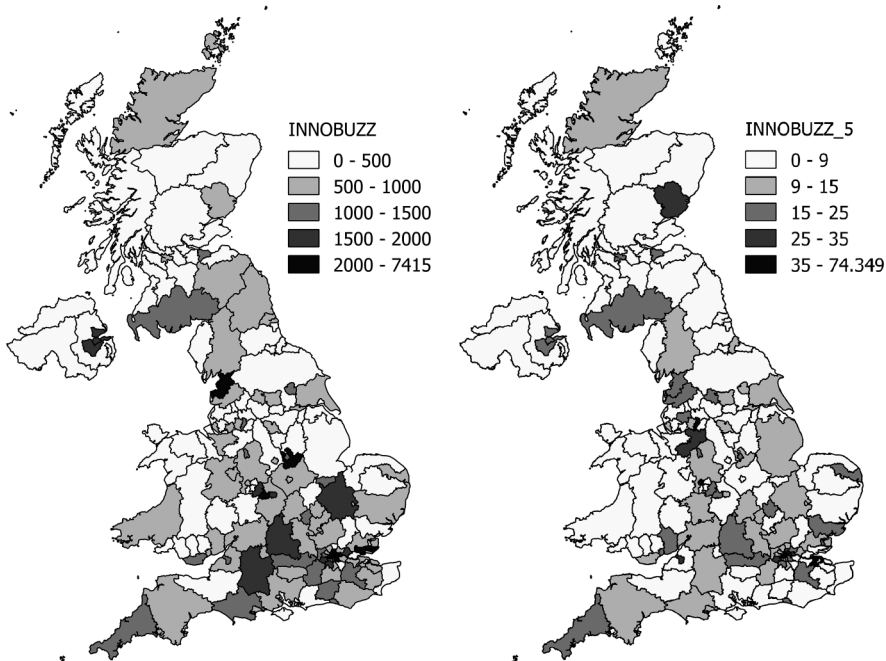 INNOBUZZ
0 - 500
500 - 1000
1000 - 1500
1500 - 2000
2000 - 7415
INNOBUZZ_5
0 - 9
9 - 15
15 - 25
25 - 35
35 - 74.349